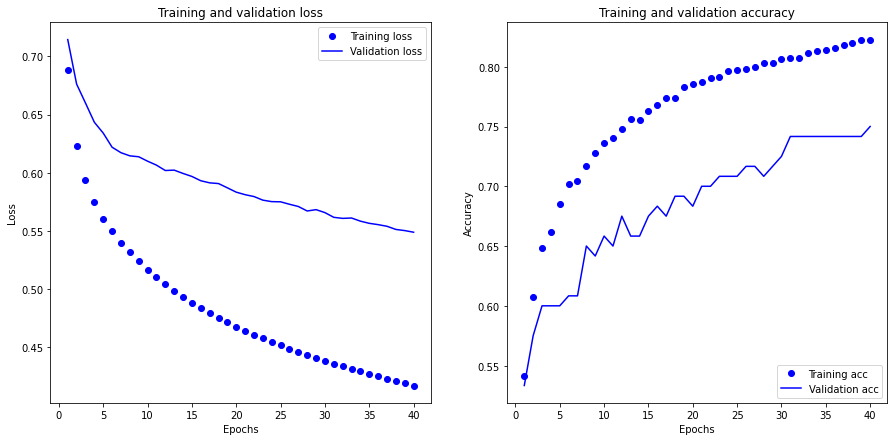 Training and validation loss
Training loss
Validation loss
0.70
0.65
0.60
0.55
0.50
0.45
Loss
0 5 10 15 20 25 30 35 40
Epochs
Training and validation accuracy
0.80
0.75
0.70
0.65
0.60
0.55
Accuracy
Training acc
Validation acc
0 5 10 15 20 25 30 35 40
Epochs